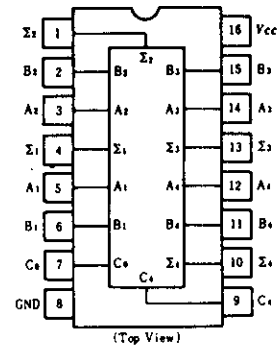 Σ₂ 1 16 Vcc
Σ₂
B₂ 2 B₂ B₃ 15 B₃
A₂ 3 A₂ A₃ 14 A₃
Σ₁ 4 Σ₁ Σ₃ 13 Σ₃
A₁ 5 A₁ A₄ 12 A₄
B₁ 6 B₁ B₄ 11 B₄
C₀ 7 C₀ Σ₄ 10 Σ₄
C₄
GND 8 9 C₄
(Top View)